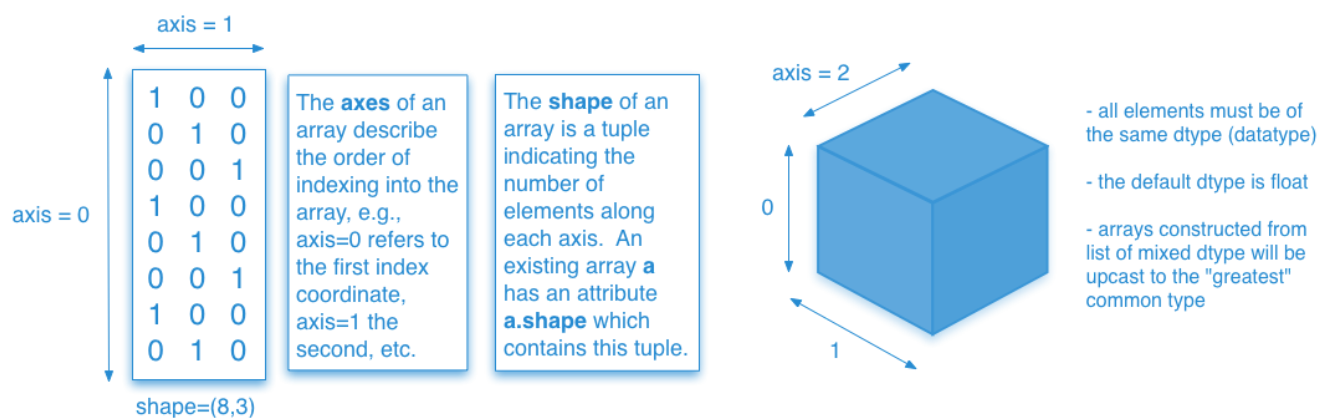 axis = 1
axis = 0
1 0 0
0 1 0
0 0 1
1 0 0
0 1 0
0 0 1
1 0 0
0 1 0
shape=(8,3)
The axes of an
array describe
the order of
indexing into the
array, e.g.,
axis=0 refers to
the first index
coordinate,
axis=1 the
second, etc.
The shape of an
array is a tuple
indicating the
number of
elements along
each axis. An
existing array a
has an attribute
a.shape which
contains this tuple.
axis = 2
0
1
- all elements must be of
the same dtype (datatype)
- the default dtype is float
- arrays constructed from
list of mixed dtype will be
upcast to the "greatest"
common type